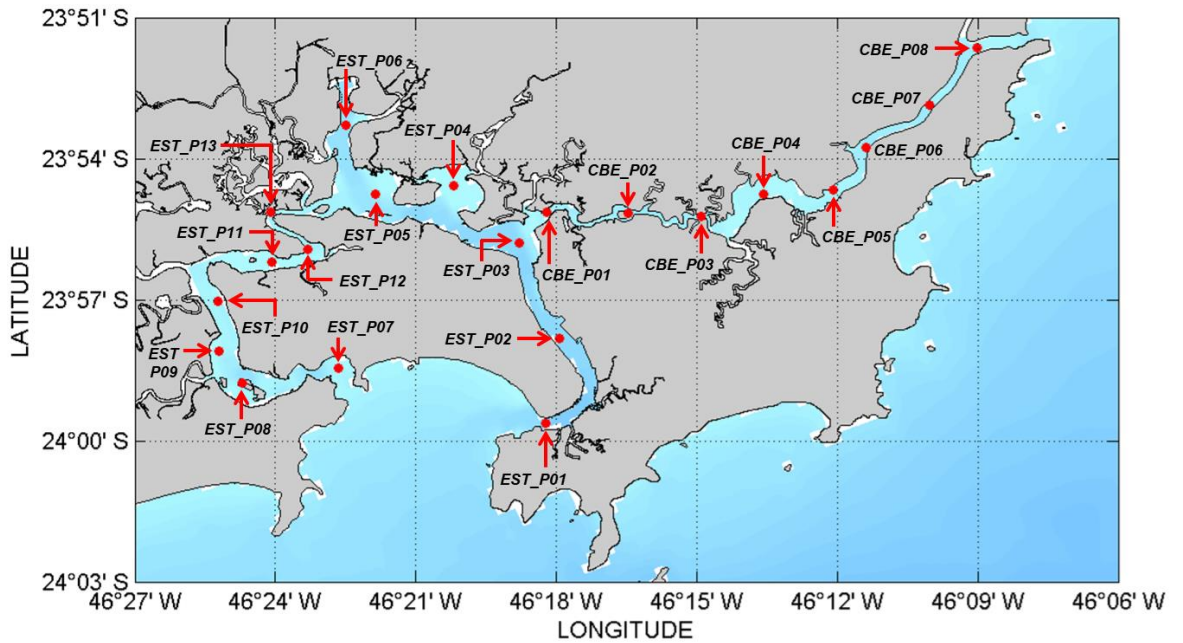 23°51' S
CBE_P08
EST_P06
CBE_P07
EST_P04
EST_P13
CBE_P04
CBE_P06
23°54' S
CBE_P02
EST_P11
EST_P05
CBE_P05
EST_P03
CBE_P01
CBE_P03
EST_P12
23°57' S
EST_P10
EST_P07
EST_P02
EST
P09
EST_P08
24°00' S
EST_P01
24°03' S
46°27' W
46°24' W
46°21' W
46°18' W
46°15' W
46°12' W
46°09' W
46°06' W
LONGITUDE
LATITUDE